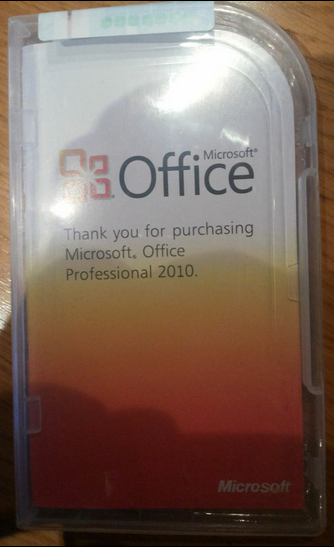 Microsoft®
Office
Thank you for purchasing
Microsoft® Office
Professional 2010.
Microsoft